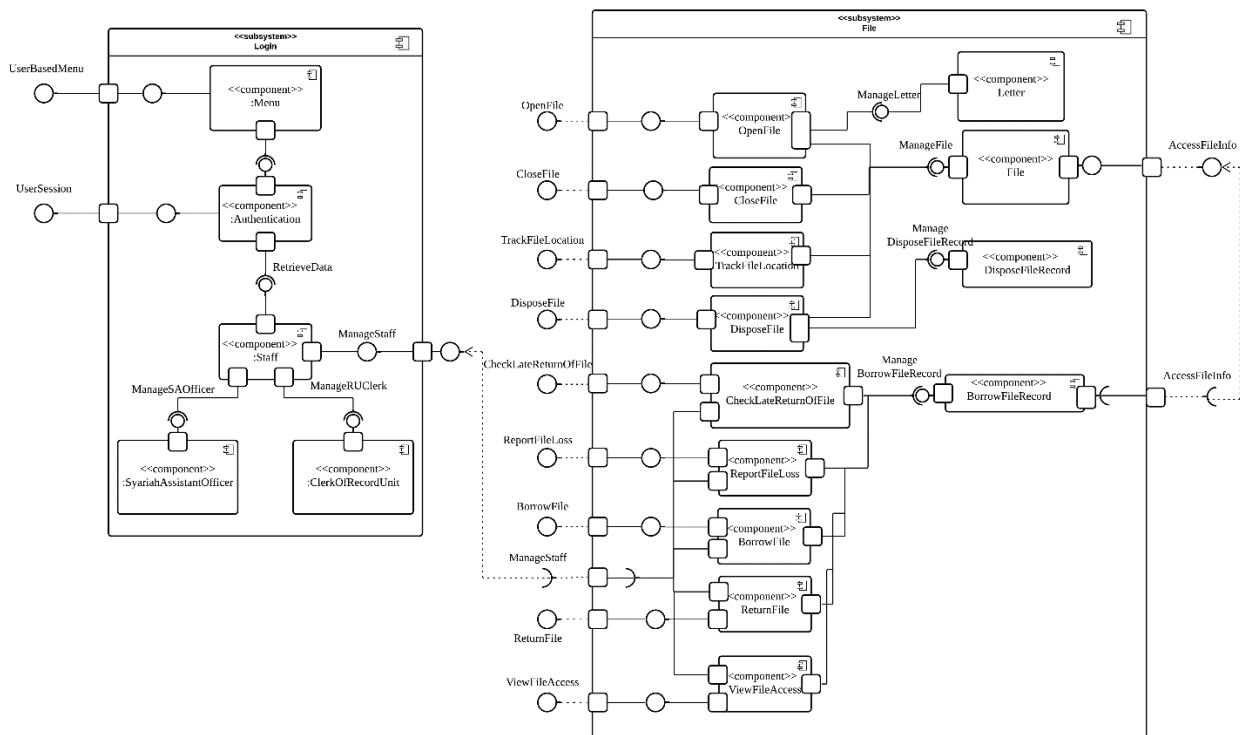 <<subsystem>>
Login
UserBasedMenu
<<component>>
:Menu
UserSession
<<component>>
:Authentication
RetrieveData
<<component>>
:Staff
ManageStaff
ManageSAOfficer
ManageRUClerk
<<component>>
:SyariahAssistantOfficer
<<component>>
:ClerkOfRecordUnit
<<subsystem>>
File
OpenFile
<<component>
OpenFile
ManageLetter
<<component>>
Letter
CloseFile
<<component>>
CloseFile
ManageFile
<<component>>
File
AccessFileInfo
TrackFileLocation
<<component>>
TrackFileLocation
Manage
DisposeFileRecord
<<component>>
DisposeFileRecord
DisposeFile
<<component>>
DisposeFile
CheckLateReturnOfFile
<<component>>
CheckLateReturnOfFile
Manage
BorrowFileRecord
<<component>>
BorrowFileRecord
AccessFileInfo
ReportFileLoss
<<component>>
ReportFileLoss
BorrowFile
<<component>>
BorrowFile
ManageStaff
<<component>>
ReturnFile
ReturnFile
ViewFileAccess
<<component>>
ViewFileAccess